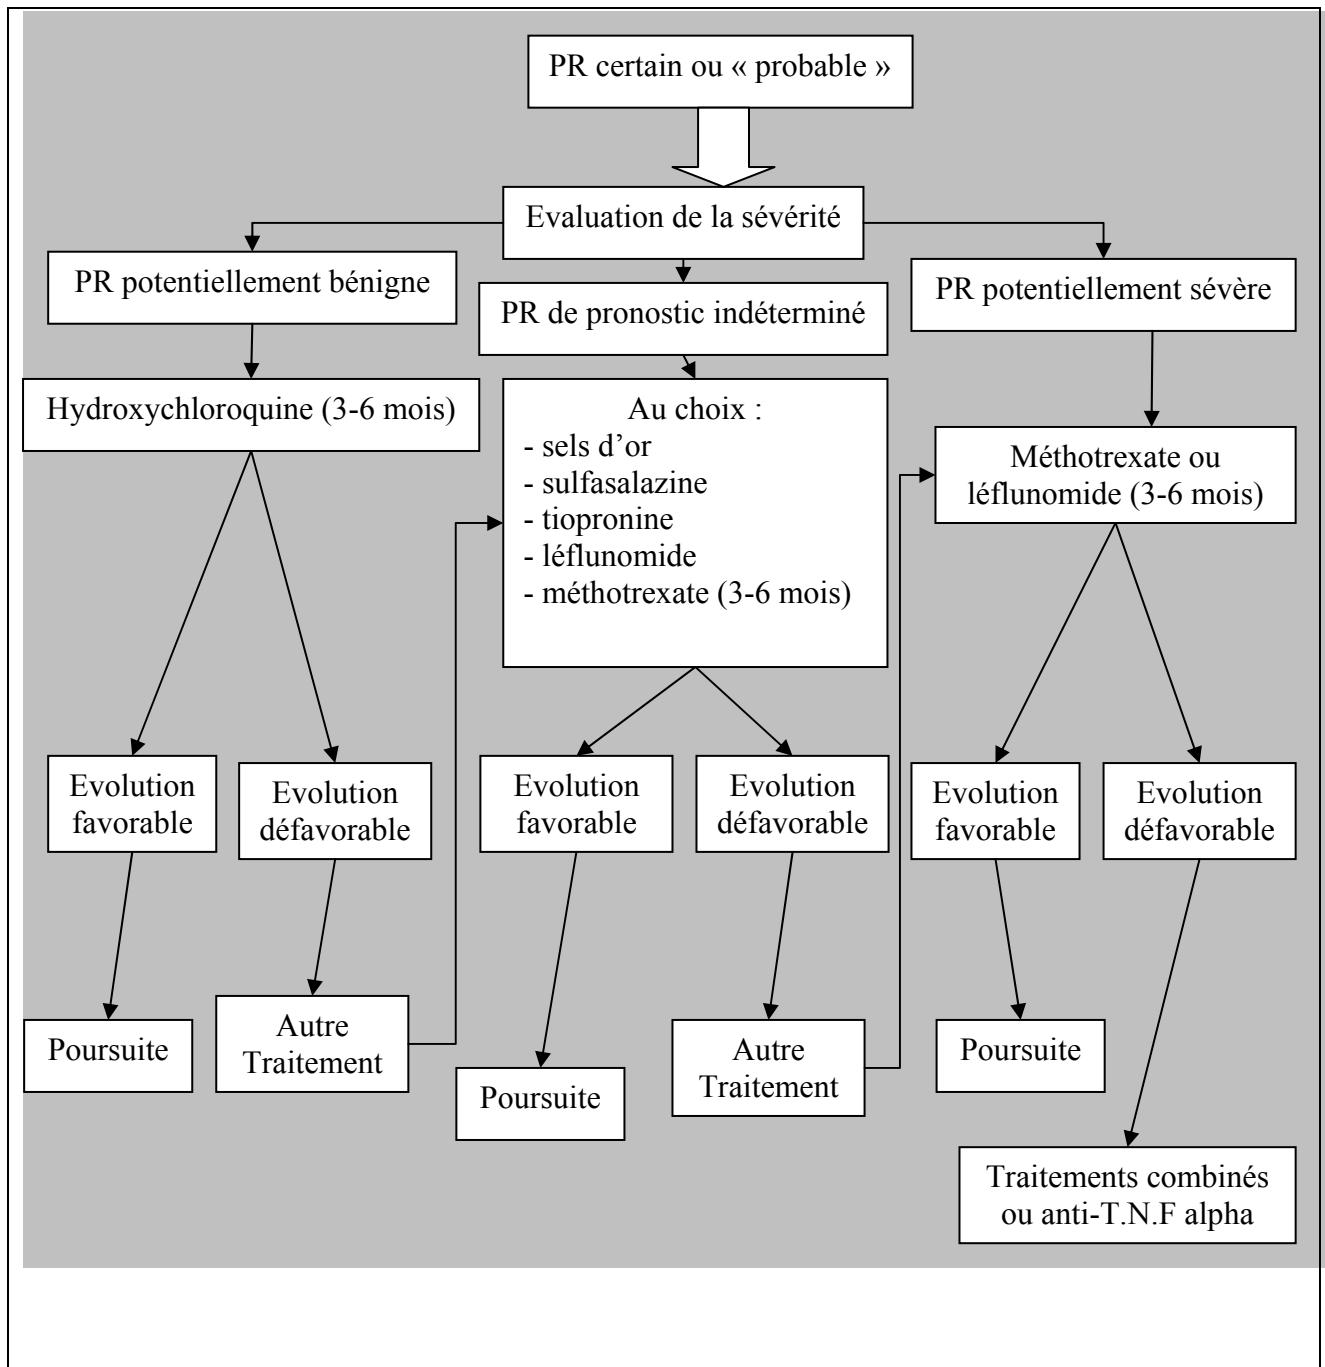 PR certain ou « probable »
Evaluation de la sévérité
PR potentiellement bénigne
PR de pronostic indéterminé
PR potentiellement sévère
Hydroxychloroquine (3-6 mois)
Au choix :
- sels d’or
- sulfasalazine
- tiopronine
- léflunomide
- méthotrexate (3-6 mois)
Méthotrexate ou
léflunomide (3-6 mois)
Evolution
favorable
Evolution
défavorable
Evolution
favorable
Evolution
défavorable
Evolution
favorable
Evolution
défavorable
Poursuite
Autre
Traitement
Poursuite
Autre
Traitement
Poursuite
Traitements combinés
ou anti-T.N.F alpha